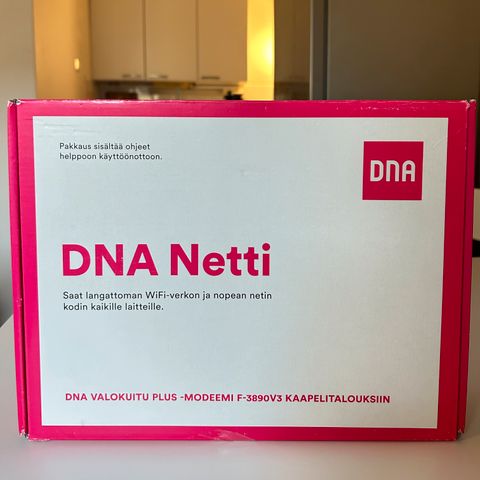 Pakkaus sisältää ohjeet
helppoon käyttöönottoon.
DNA
DNA Netti
Saat langattoman WiFi-verkon ja nopean netin
kodin kaikille laitteille.
DNA VALOKUITU PLUS -MODEEMI F-3890V3 KAAPELITALOUKSIIN